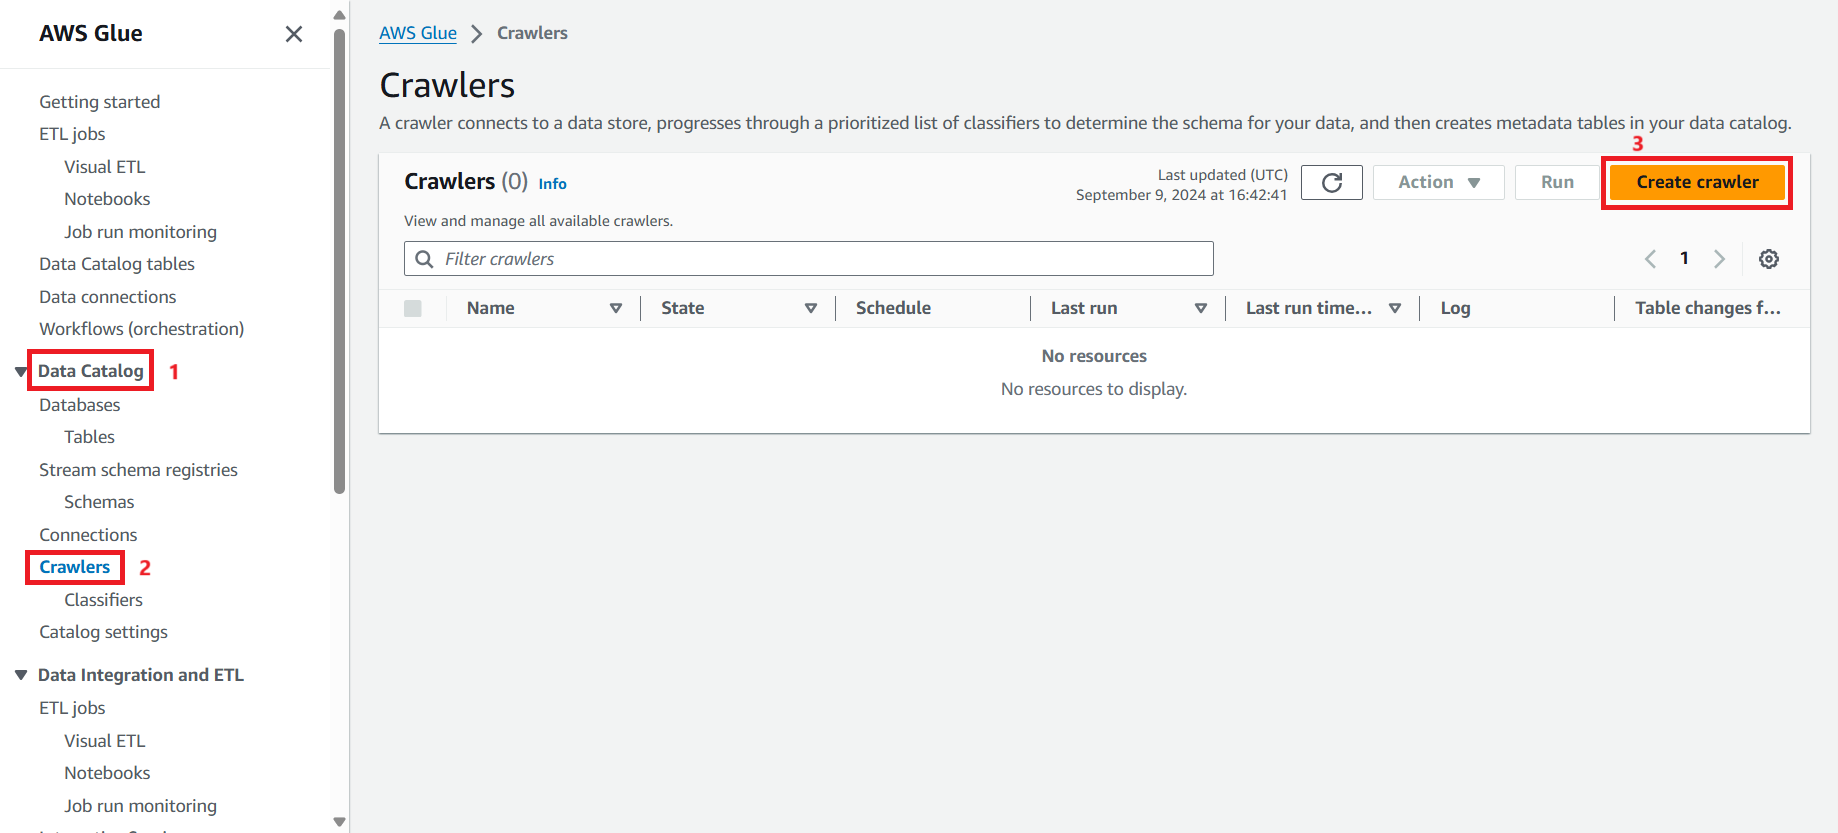 AWS Glue
Getting started
ETL jobs
Visual ETL
Notebooks
Job run monitoring
Data Catalog tables
Data connections
Workflows (orchestration)
Data Catalog 1
Databases
Tables
Stream schema registries
Schemas
Connections
Crawlers 2
Classifiers
Catalog settings
Data Integration and ETL
ETL jobs
Visual ETL
Notebooks
Job run monitoring
AWS Glue > Crawlers
Crawlers
A crawler connects to a data store, progresses through a prioritized list of classifiers to determine the schema for your data, and then creates metadata tables in your data catalog.
3
Crawlers (0) Info
View and manage all available crawlers.
Last updated (UTC)
September 9, 2024 at 16:42:41
Action Run Create crawler
Filter crawlers
1
Name State Schedule Last run Last run time... Log Table changes f...
No resources
No resources to display.